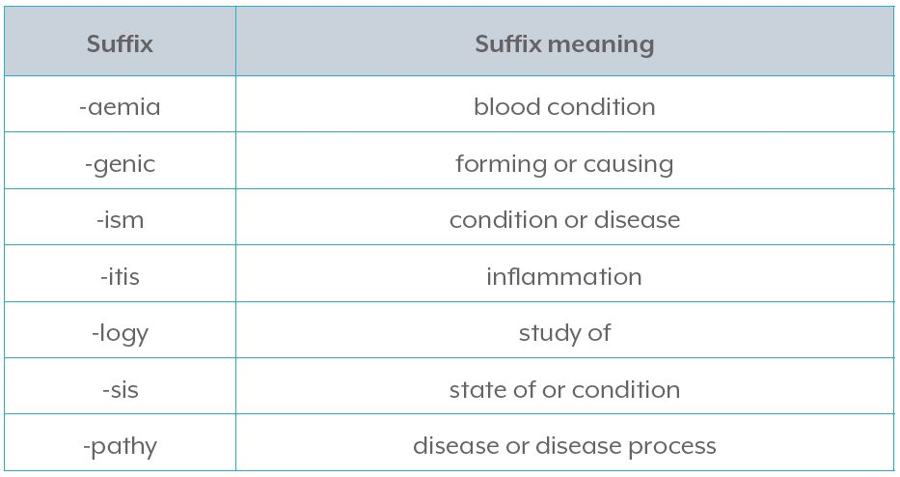 Suffix Suffix meaning
-aemia blood condition
-genic forming or causing
-ism condition or disease
-itis inflammation
-logy study of
-sis state of or condition
-pathy disease or disease process